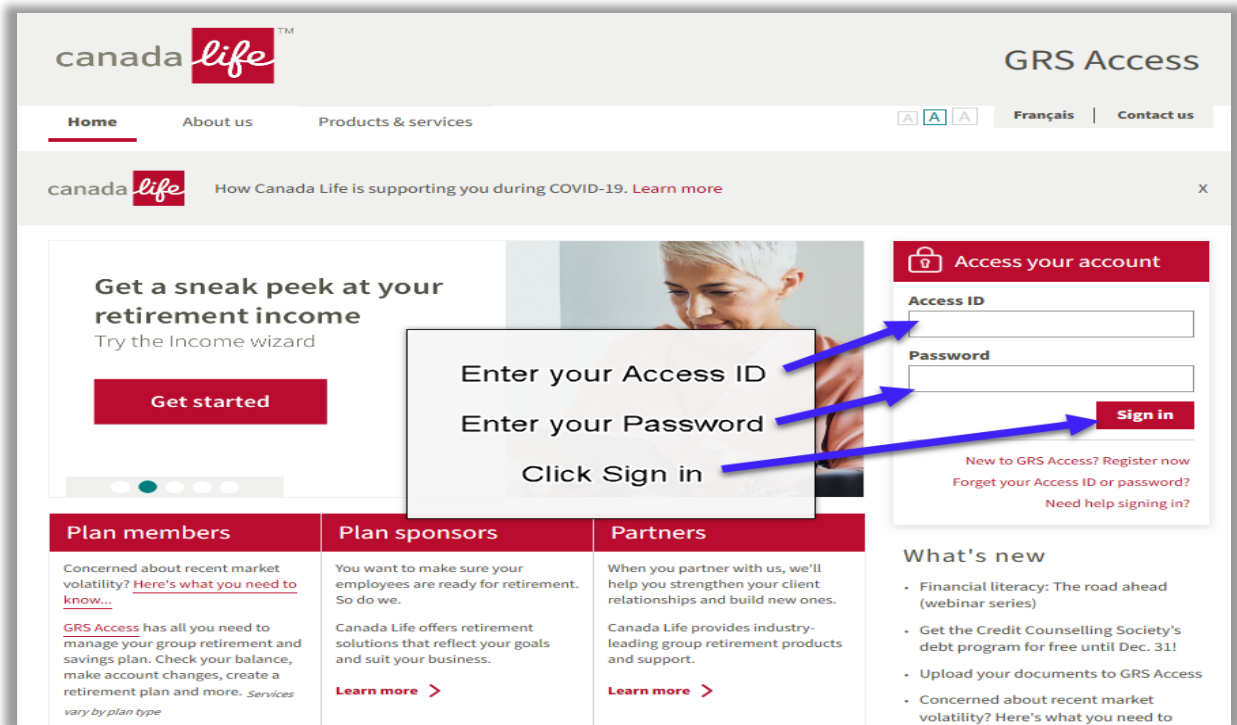 canada life™
GRS Access
Home
About us
Products & services
A A A
Français | Contact us
canada life
How Canada Life is supporting you during COVID-19. Learn more
x
Get a sneak peek at your
retirement income
Try the Income wizard
Get started
Enter your Access ID
Enter your Password
Click Sign in
Access your account
Access ID
Password
Sign in
New to GRS Access? Register now
Forget your Access ID or password?
Need help signing in?
Plan members
Concerned about recent market
volatility? Here's what you need to
know...
GRS Access has all you need to
manage your group retirement and
savings plan. Check your balance,
make account changes, create a
retirement plan and more. Services
vary by plan type
Plan sponsors
You want to make sure your
employees are ready for retirement.
So do we.
Canada Life offers retirement
solutions that reflect your goals
and suit your business.
Learn more >
Partners
When you partner with us, we'll
help you strengthen your client
relationships and build new ones.
Canada Life provides industry-
leading group retirement products
and support.
Learn more >
What's new
• Financial literacy: The road ahead
(webinar series)
• Get the Credit Counselling Society's
debt program for free until Dec. 31!
• Upload your documents to GRS Access
• Concerned about recent market
volatility? Here's what you need to